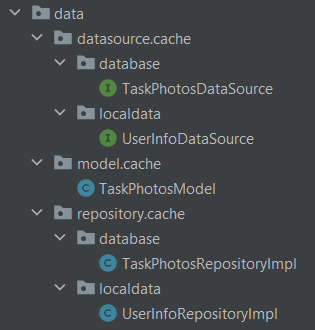 data
datasource.cache
database
I TaskPhotosDataSource
localdata
I UserInfoDataSource
model.cache
C TaskPhotosModel
repository.cache
database
C TaskPhotosRepositoryImpl
localdata
C UserInfoRepositoryImpl